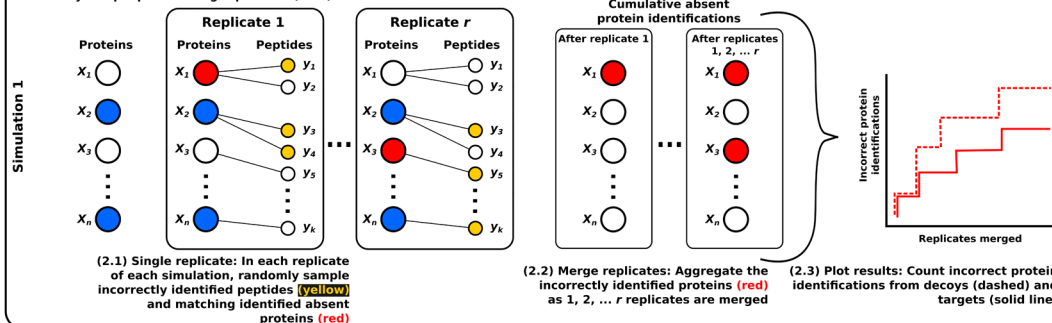 Simulation 1
Proteins
X1
X2
X3
Xn
Replicate 1
Proteins Peptides
X1
X2
X3
Xn
y1
y2
y3
y4
y5
yk
...
Replicate r
Proteins Peptides
X1
X2
X3
Xn
y1
y2
y3
y4
y5
yk
(2.1) Single replicate: In each replicate
of each simulation, randomly sample
incorrectly identified peptides (yellow)
and matching identified absent
proteins (red)
Cumulative absent
protein identifications
After replicate 1
X1
X2
X3
Xn
...
After replicates
1, 2, ... r
X1
X2
X3
Xn
(2.2) Merge replicates: Aggregate the
incorrectly identified proteins (red)
as 1, 2, ... r replicates are merged
Incorrect protein
identifications
Replicates merged
(2.3) Plot results: Count incorrect protein
identifications from decoys (dashed) and
targets (solid line